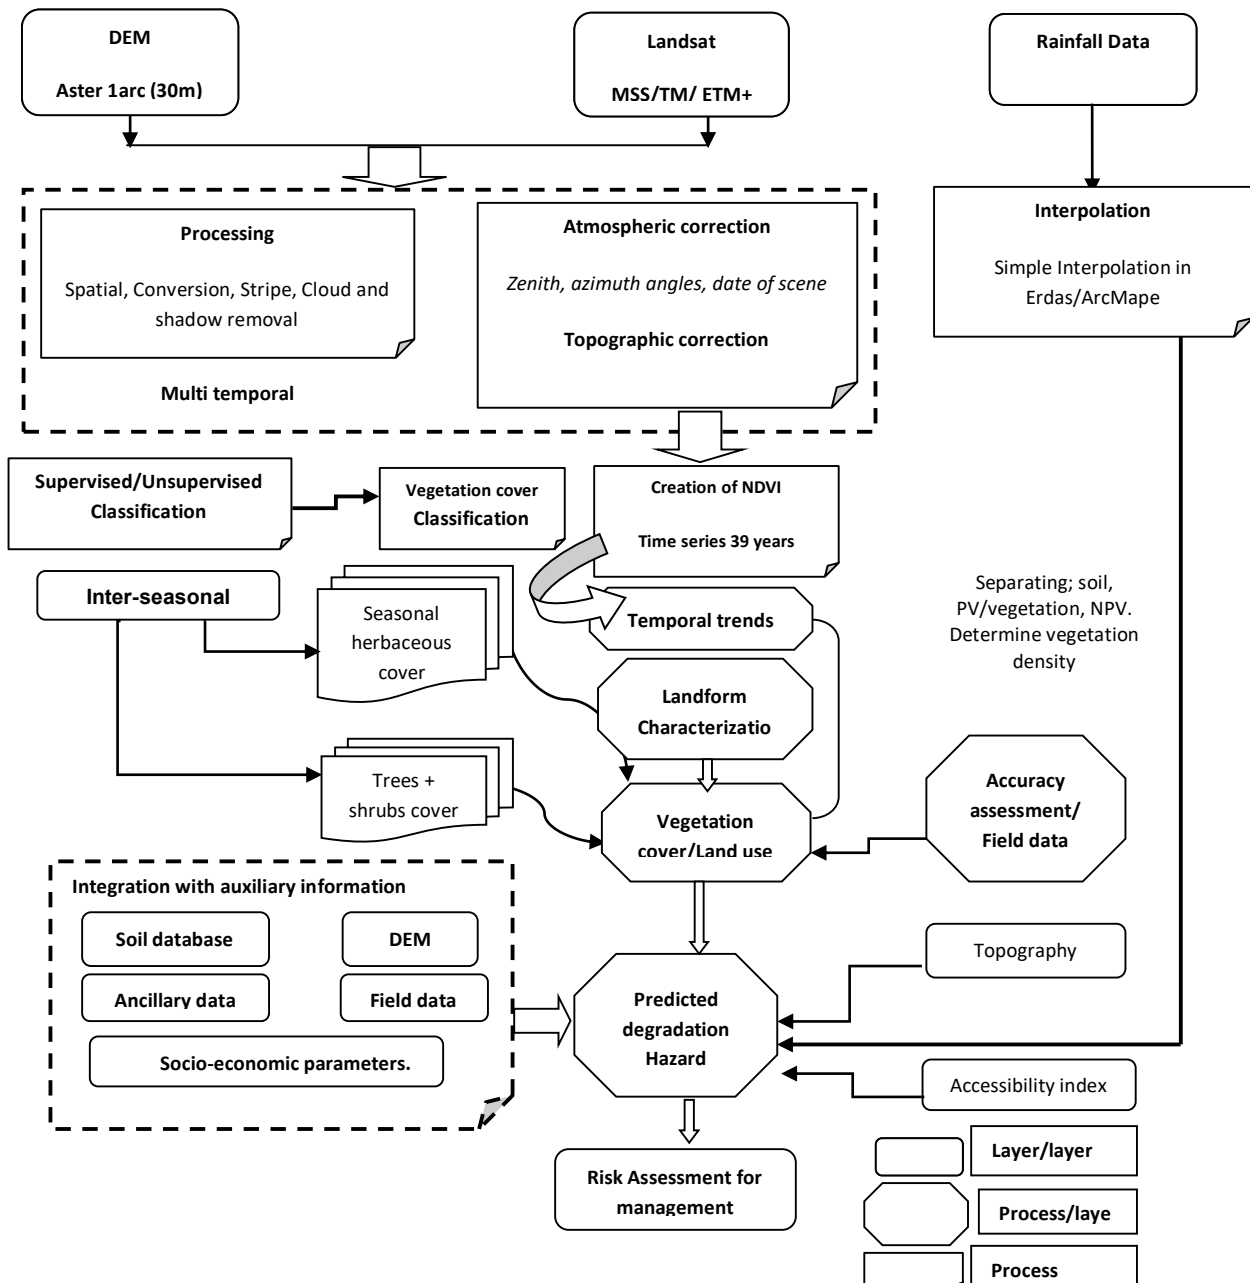 DEM
Aster 1arc (30m)
Landsat
MSS/TM/ ETM+
Rainfall Data
Processing
Spatial, Conversion, Stripe, Cloud and
shadow removal
Multi temporal
Atmospheric correction
Zenith, azimuth angles, date of scene
Topographic correction
Interpolation
Simple Interpolation in
Erdas/ArcMape
Supervised/Unsupervised
Classification
Vegetation cover
Classification
Creation of NDVI
Time series 39 years
Inter-seasonal
Seasonal
herbaceous
cover
Temporal trends
Separating; soil,
PV/vegetation, NPV.
Determine vegetation
density
Landform
Characterizatio
Trees +
shrubs cover
Vegetation
cover/Land use
Accuracy
assessment/
Field data
Integration with auxiliary information
Soil database
DEM
Ancillary data
Field data
Socio-economic parameters.
Predicted
degradation
Hazard
Topography
Accessibility index
Risk Assessment for
management
Layer/layer
Process/laye
Process